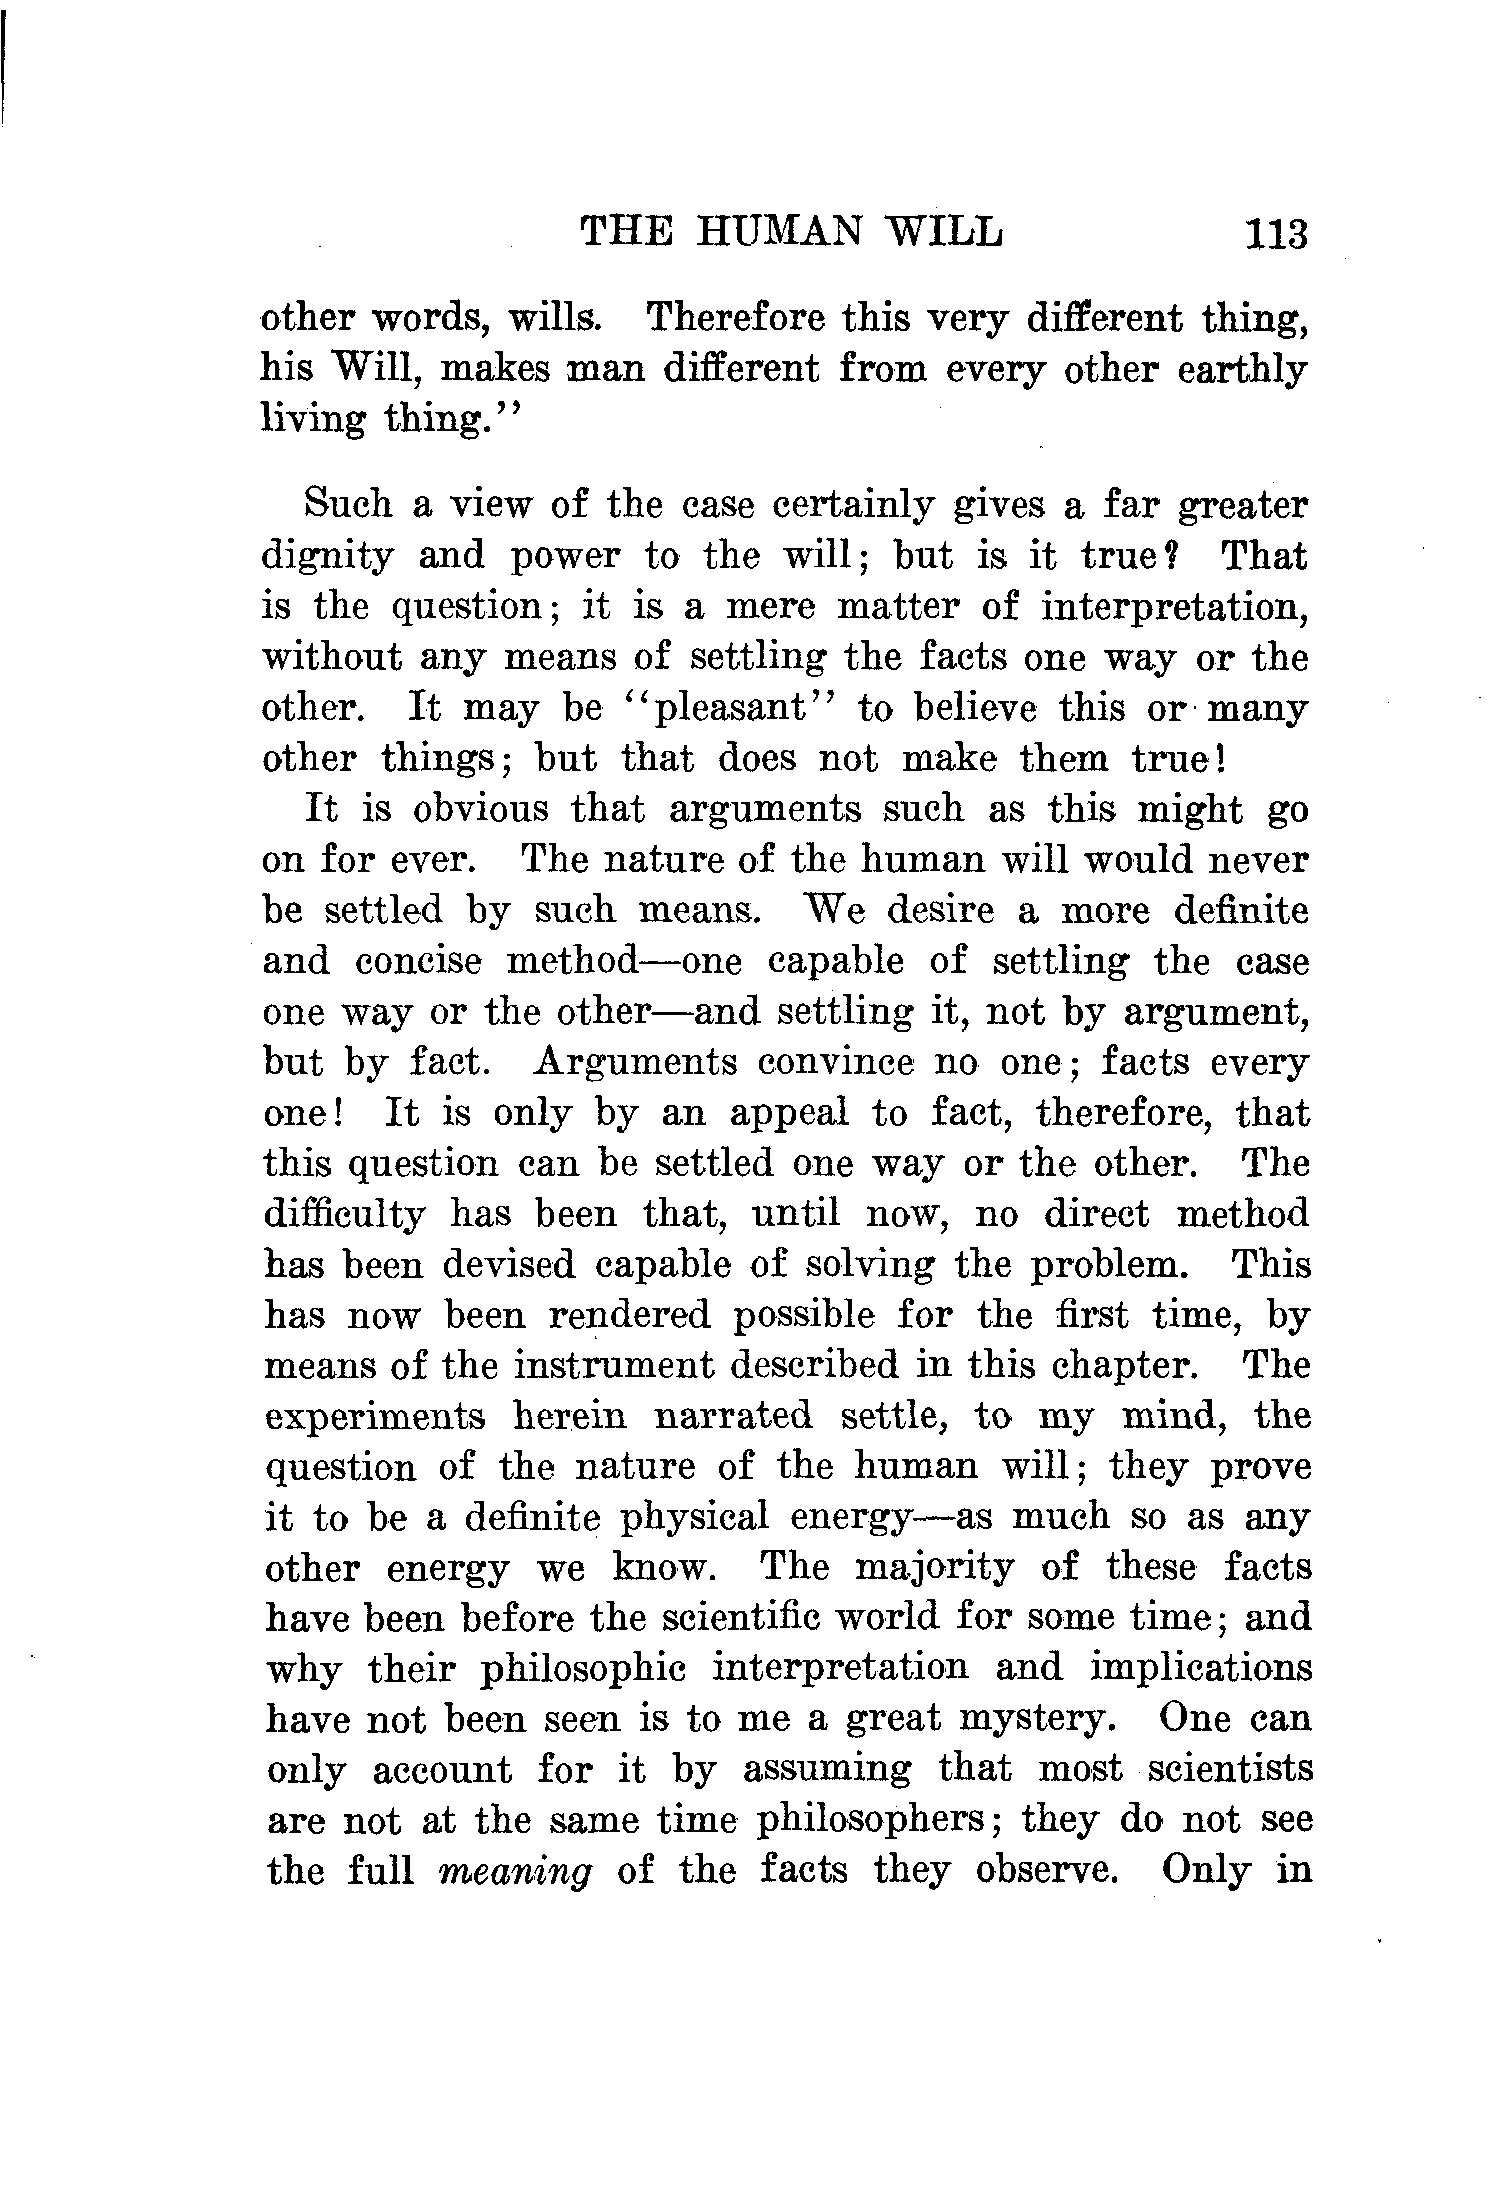 THE HUMAN WILL 113
other words, wills. Therefore this very different thing,
his Will, makes man different from every other earthly
living thing.''
Such a view of the case certainly gives a far greater
dignity and power to the will; but is it true? That
is the question; it is a mere matter of interpretation,
without any means of settling the facts one way or the
other. It may be ''pleasant'' to believe this or many
other things; but that does not make them true!
It is obvious that arguments such as this might go
on for ever. The nature of the human will would never
be settled by such means. We desire a more definite
and concise method—one capable of settling the case
one way or the other—and settling it, not by argument,
but by fact. Arguments convince no one; facts every
one! It is only by an appeal to fact, therefore, that
this question can be settled one way or the other. The
difficulty has been that, until now, no direct method
has been devised capable of solving the problem. This
has now been rendered possible for the first time, by
means of the instrument described in this chapter. The
experiments herein narrated settle, to my mind, the
question of the nature of the human will; they prove
it to be a definite physical energy—as much so as any
other energy we know. The majority of these facts
have been before the scientific world for some time; and
why their philosophic interpretation and implications
have not been seen is to me a great mystery. One can
only account for it by assuming that most scientists
are not at the same time philosophers; they do not see
the full meaning of the facts they observe. Only in